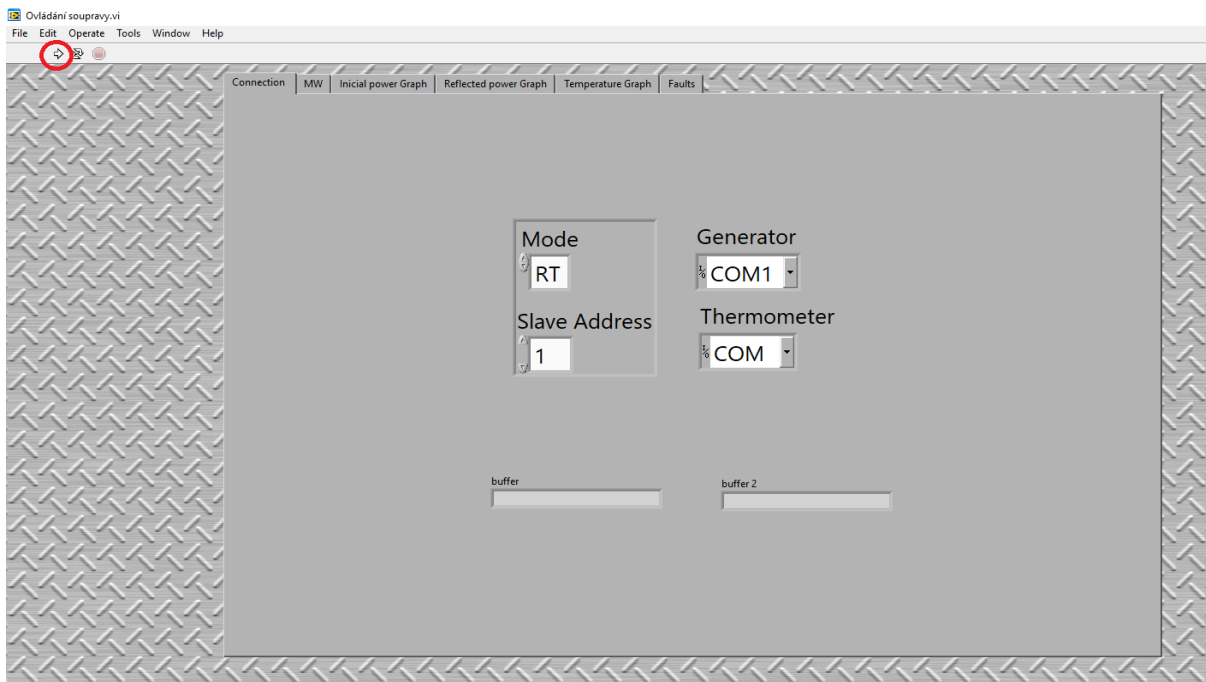 Ovládání soupravy.vi
File Edit Operate Tools Window Help
Connection MW Inicial power Graph Reflected power Graph Temperature Graph Faults
Mode Generator
RT COM1
Slave Address Thermometer
1 COM
buffer buffer 2